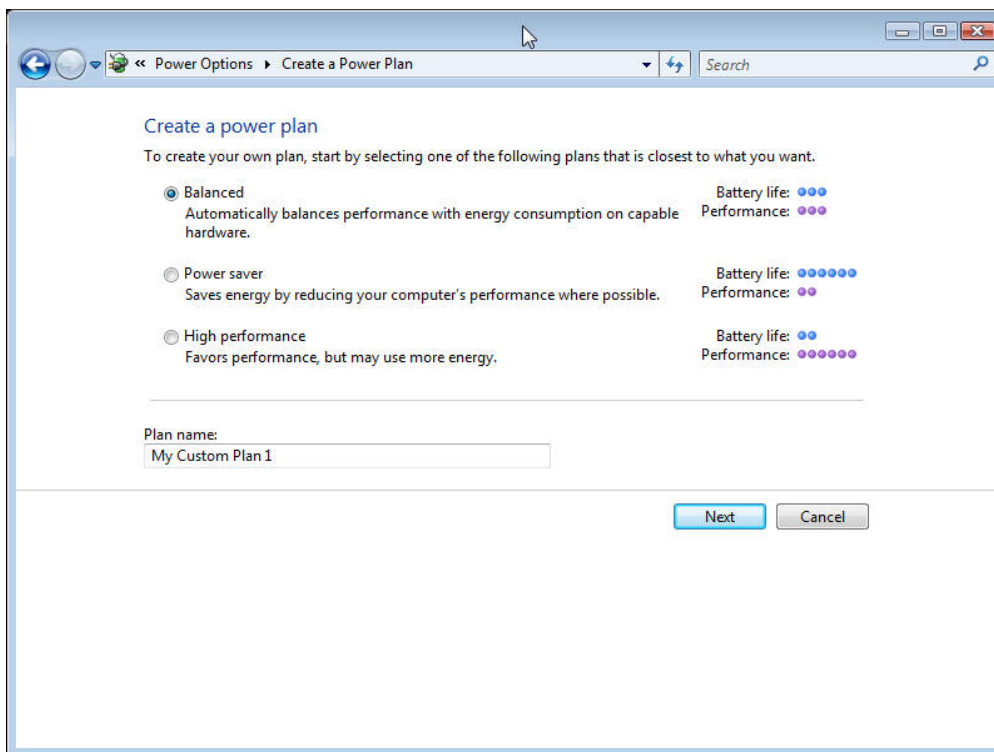 « Power Options ▸ Create a Power Plan
Search
Create a power plan
To create your own plan, start by selecting one of the following plans that is closest to what you want.
Balanced
Battery life:
Automatically balances performance with energy consumption on capable
Performance:
hardware.
Power saver
Battery life:
Saves energy by reducing your computer's performance where possible.
Performance:
High performance
Battery life:
Favors performance, but may use more energy.
Performance:
Plan name:
My Custom Plan 1
Next Cancel